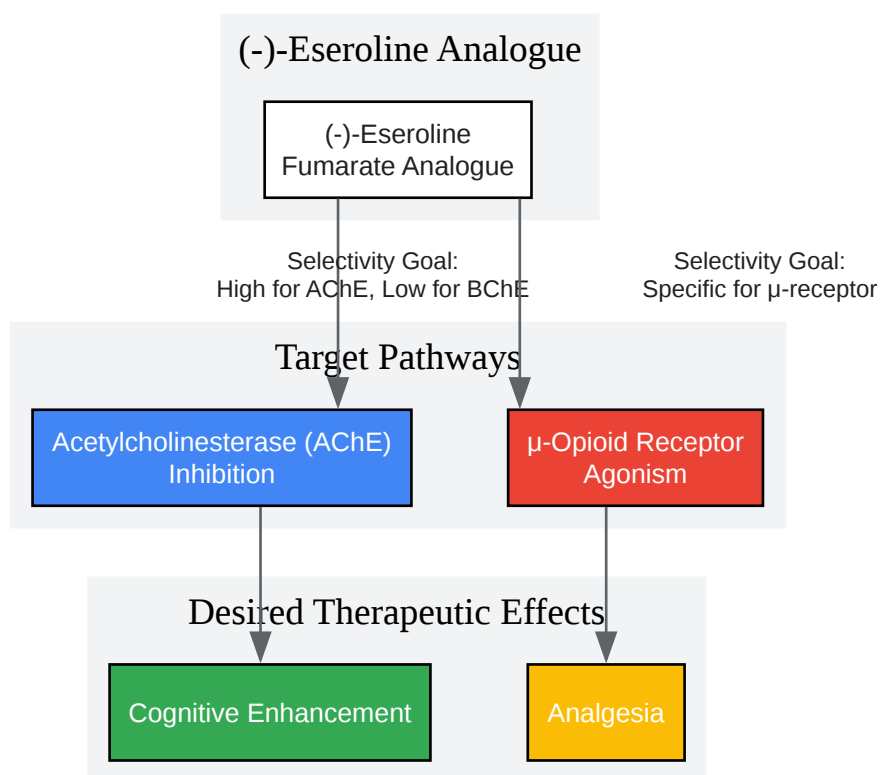 (-)-Eseroline Analogue
(-)-Eseroline
Fumarate Analogue
Selectivity Goal:
High for AChE, Low for BChE
Selectivity Goal:
Specific for μ-receptor
Target Pathways
Acetylcholinesterase (AChE)
Inhibition
μ-Opioid Receptor
Agonism
Desired Therapeutic Effects
Cognitive Enhancement
Analgesia